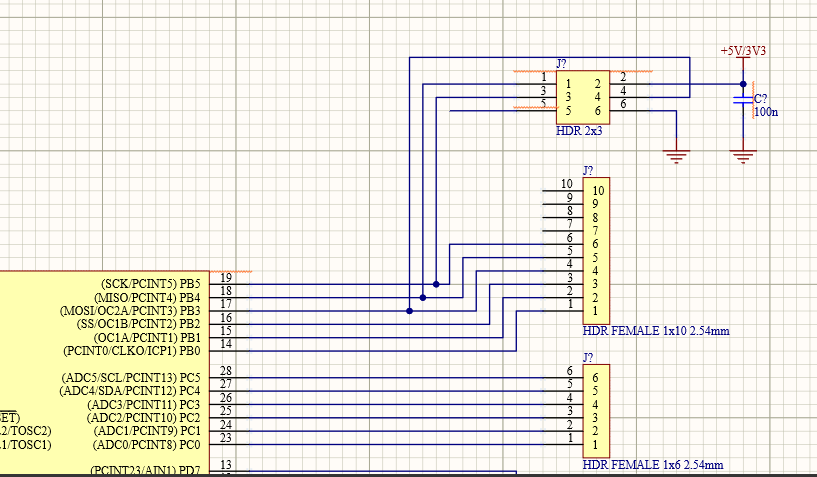 +5V/3V3
J?
1 1 2 2
3 3 4 4
5 5 6 6
HDR 2x3
C?
100n
J?
10 10
9 9
8 8
7 7
6 6
5 5
4 4
3 3
2 2
1 1
HDR FEMALE 1x10 2.54mm
(SCK/PCINT5) PB5 19
(MISO/PCINT4) PB4 18
(MOSI/OC2A/PCINT3) PB3 17
(SS/OC1B/PCINT2) PB2 16
(OC1A/PCINT1) PB1 15
(PCINT0/CLKO/ICP1) PB0 14
J?
(ADC5/SCL/PCINT13) PC5 28 6 6
(ADC4/SDA/PCINT12) PC4 27 5 5
(ADC3/PCINT11) PC3 26 4 4
ET) (ADC2/PCINT10) PC2 25 3 3
2/TOSC2) (ADC1/PCINT9) PC1 24 2 2
1/TOSC1) (ADC0/PCINT8) PC0 23 1 1
HDR FEMALE 1x6 2.54mm
(PCINT23/AIN1) PD7 13